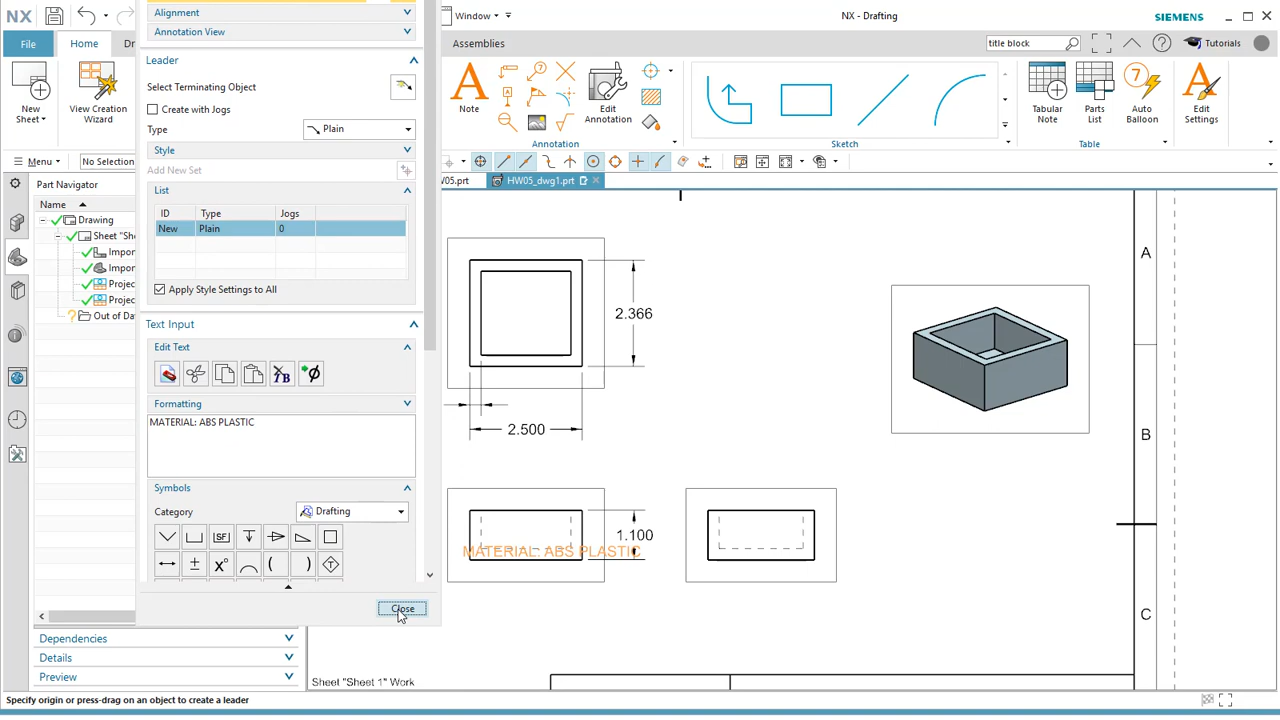 NX
Window
NX - Drafting
SIEMENS
File
Home
title block
Tutorials
Assemblies
New Sheet
View Creation Wizard
Note
Edit Annotation
Annotation
Sketch
Tabular Note
Parts List
Auto Balloon
Table
Edit Settings
Menu
No Selection
HW05_dwg1.prt
Part Navigator
Name
Drawing
Sheet "She
Impor
Impor
Projec
Projec
Out of Da
Dependencies
Details
Preview
Alignment
Annotation View
Leader
Select Terminating Object
Create with Jogs
Type
Plain
Style
Add New Set
List
ID Type Jogs
New Plain 0
Apply Style Settings to All
Text Input
Edit Text
Formatting
MATERIAL: ABS PLASTIC
Symbols
Category
Drafting
Close
2.366
2.500
1.100
MATERIAL: ABS PLASTIC
A
B
C
Sheet "Sheet 1" Work
Specify origin or press-drag on an object to create a leader